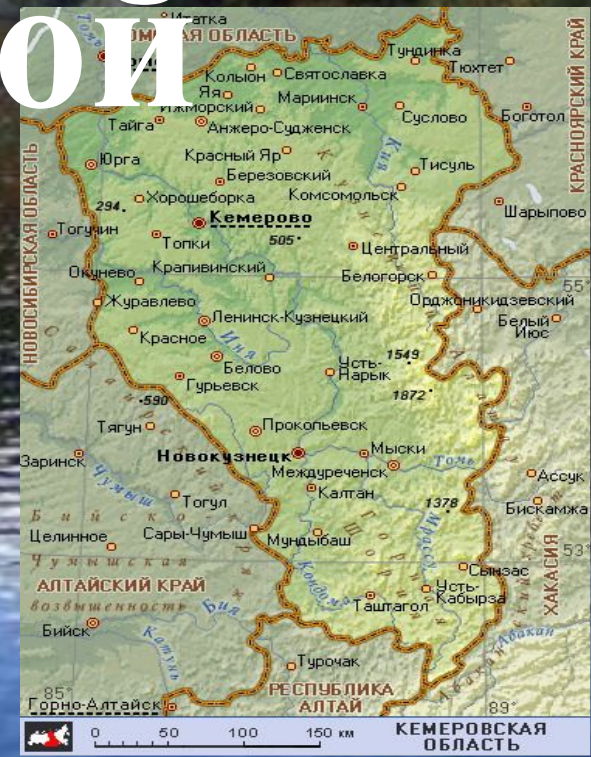 ой
Итатка
Томь
ОМСКАЯ ОБЛАСТЬ
Тундинка
Тюхтет
Колыон
Святославка
Яя
Ижморский
Мариинск
Боготол
Суслово
Тайга
Анжеро-Судженск
Кия
КРАСНОЯРСКИЙ КРАЙ
Юрга
Красный Яр
Тисуль
Березовский
Хорошеборка
Комсомольск
294
Кемерово
Шарыпово
НОВОСИБИРСКАЯ ОБЛАСТЬ
Тогучин
Топки
505
Центральный
Окунево
Крапивинский
Белогорск
55°
Журавлево
Орджоникидзевский
Ленинск-Кузнецкий
Белый
Июс
Красное
Иня
Белово
Усть-
Нарык
1549
Гурьевск
1872
590
Тягун
Прокопьевск
Новокузнецк
Мыски
Томь
Заринск
Междуреченск
Ассук
Чумыш
Калтан
Тогул
1378
Бискамжа
Бийско
Горная
Шория
Мрассу
Целинное
Сары-Чумыш
Мундыбаш
53°
Чумышская
Сынзас
Кондома
Усть-
Кабырза
АЛТАЙСКИЙ КРАЙ
Таштагол
ХАКАСИЯ
возвышенность
Бия
Абакан
Бийск
Катунь
Турочак
85°
РЕСПУБЛИКА
АЛТАЙ
89°
Горно-Алтайск
0 50 100 150 км
КЕМЕРОВСКАЯ
ОБЛАСТЬ